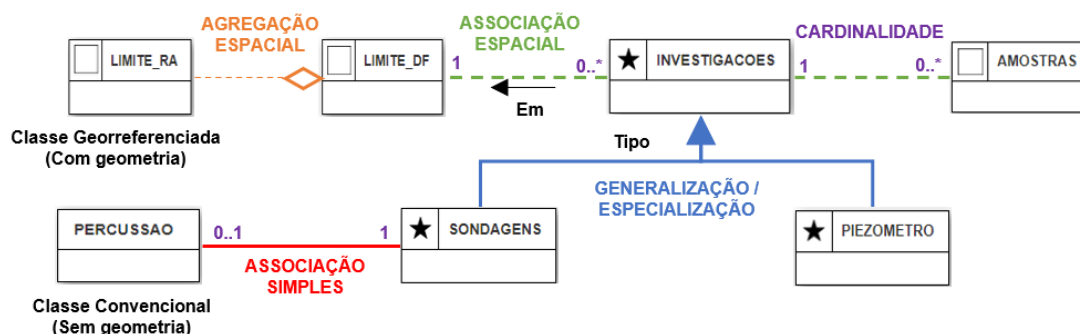 AGREGAÇÃO
ESPACIAL
ASSOCIAÇÃO
ESPACIAL
CARDINALIDADE
LIMITE_RA
LIMITE_DF
1
0..*
INVESTIGACOES
1
0..*
AMOSTRAS
Em
Classe Georreferenciada
(Com geometria)
Tipo
GENERALIZAÇÃO /
ESPECIALIZAÇÃO
PERCUSSAO
0..1
1
SONDAGENS
PIEZOMETRO
ASSOCIAÇÃO
SIMPLES
Classe Convencional
(Sem geometria)